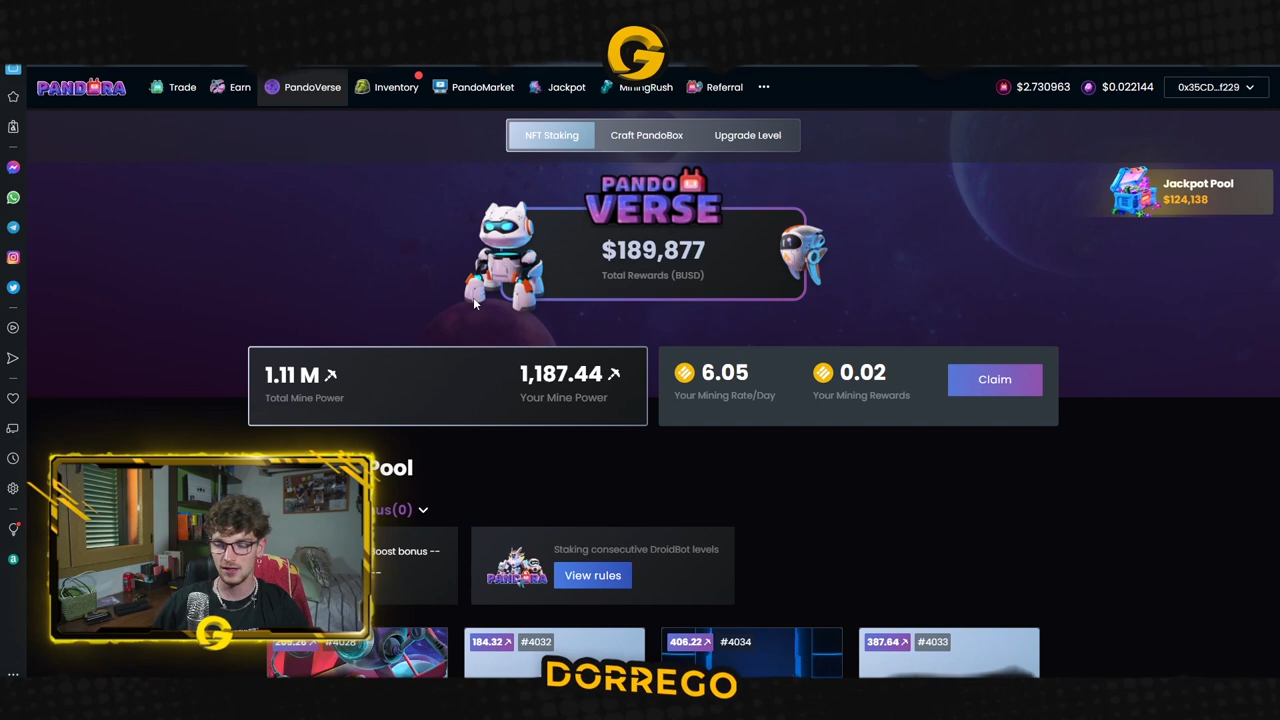 G
PANDORA
Trade
Earn
PandoVerse
Inventory
PandoMarket
Jackpot
MiningRush
Referral
$2.730963
$0.022144
0x35CD...f229
NFT Staking
Craft PandoBox
Upgrade Level
Jackpot Pool
$124,138
PANDO
VERSE
$189,877
Total Rewards (BUSD)
1.11 M
Total Mine Power
1,187.44
Your Mine Power
6.05
Your Mining Rate/Day
0.02
Your Mining Rewards
Claim
Pool
us(0)
oost bonus --
--
PANDORA
Staking consecutive DroidBot levels
View rules
#4028
184.32
#4032
406.22
#4034
387.64
#4033
G
DORREGO